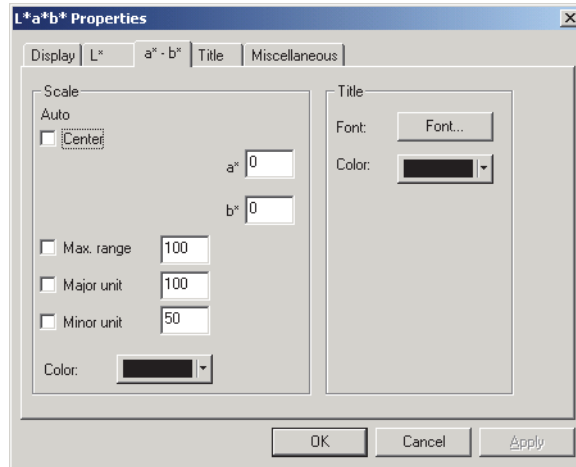 L*a*b* Properties
Display L* a* - b* Title Miscellaneous
Scale
Auto
Center
a* 0
b* 0
Max. range 100
Major unit 100
Minor unit 50
Color:
Title
Font: Font...
Color:
OK Cancel Apply